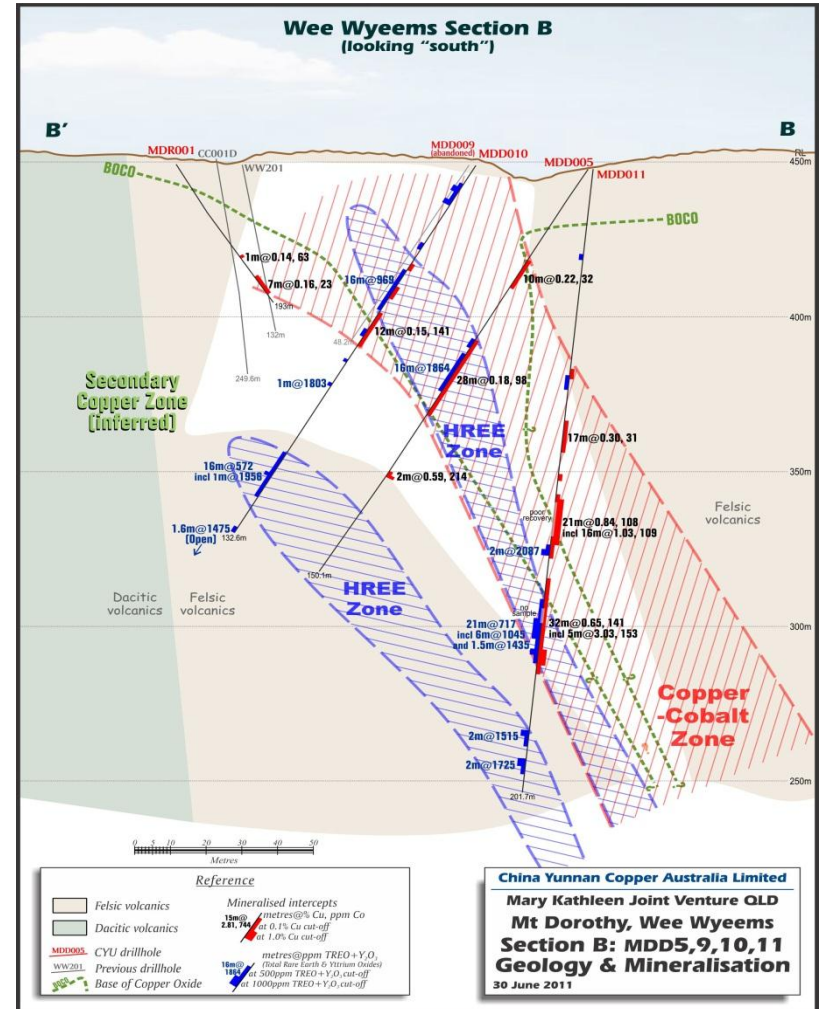 Wee Wyeems Section B
(looking "south")
B'
B
MDR001
CC001D
WW201
MDD009
(abandoned)
MDD010
MDD005
MDD011
RL
450m
BOCO
BOCO
1m@0.14, 63
7m@0.16, 23
193m
132m
249.6m
16m@969
10m@0.22, 32
400m
48.2m
12m@0.15, 141
16m@1864
28m@0.18, 98
1m@1803
Secondary
Copper Zone
(inferred)
HREE
Zone
17m@0.30, 31
16m@572
incl 1m@1956
2m@0.59, 214
350m
Felsic
volcanics
poor
recovery
21m@0.84, 108
incl 16m@1.03, 109
1.6m@1475
(Open)
132.6m
2m@2087
150.1m
HREE
Zone
Dacitic
volcanics
Felsic
volcanics
no
sample
21m@717
incl 6m@1045
and 1.5m@1435
32m@0.65, 141
incl 5m@3.03, 153
300m
Copper
-Cobalt
Zone
?
?
?
?
?
?
2m@1515
2m@1725
250m
201.7m
0 5 10 20 30 40 50
Metres
Reference
Felsic volcanics
Dacitic volcanics
MDD005 CYU drillhole
WW201 Previous drillhole
BOCO Base of Copper Oxide
Mineralised intercepts
15m@
2.81, 744
metres@% Cu, ppm Co
at 0.1% Cu cut-off
at 1.0% Cu cut-off
16m@
1864
metres@ppm TREO+Y₂O₃
(Total Rare Earth & Yttrium Oxides)
at 500ppm TREO+Y₂O₃ cut-off
at 1000ppm TREO+Y₂O₃ cut-off
China Yunnan Copper Australia Limited
Mary Kathleen Joint Venture QLD
Mt Dorothy, Wee Wyeems
Section B: MDD5,9,10,11
Geology & Mineralisation
30 June 2011